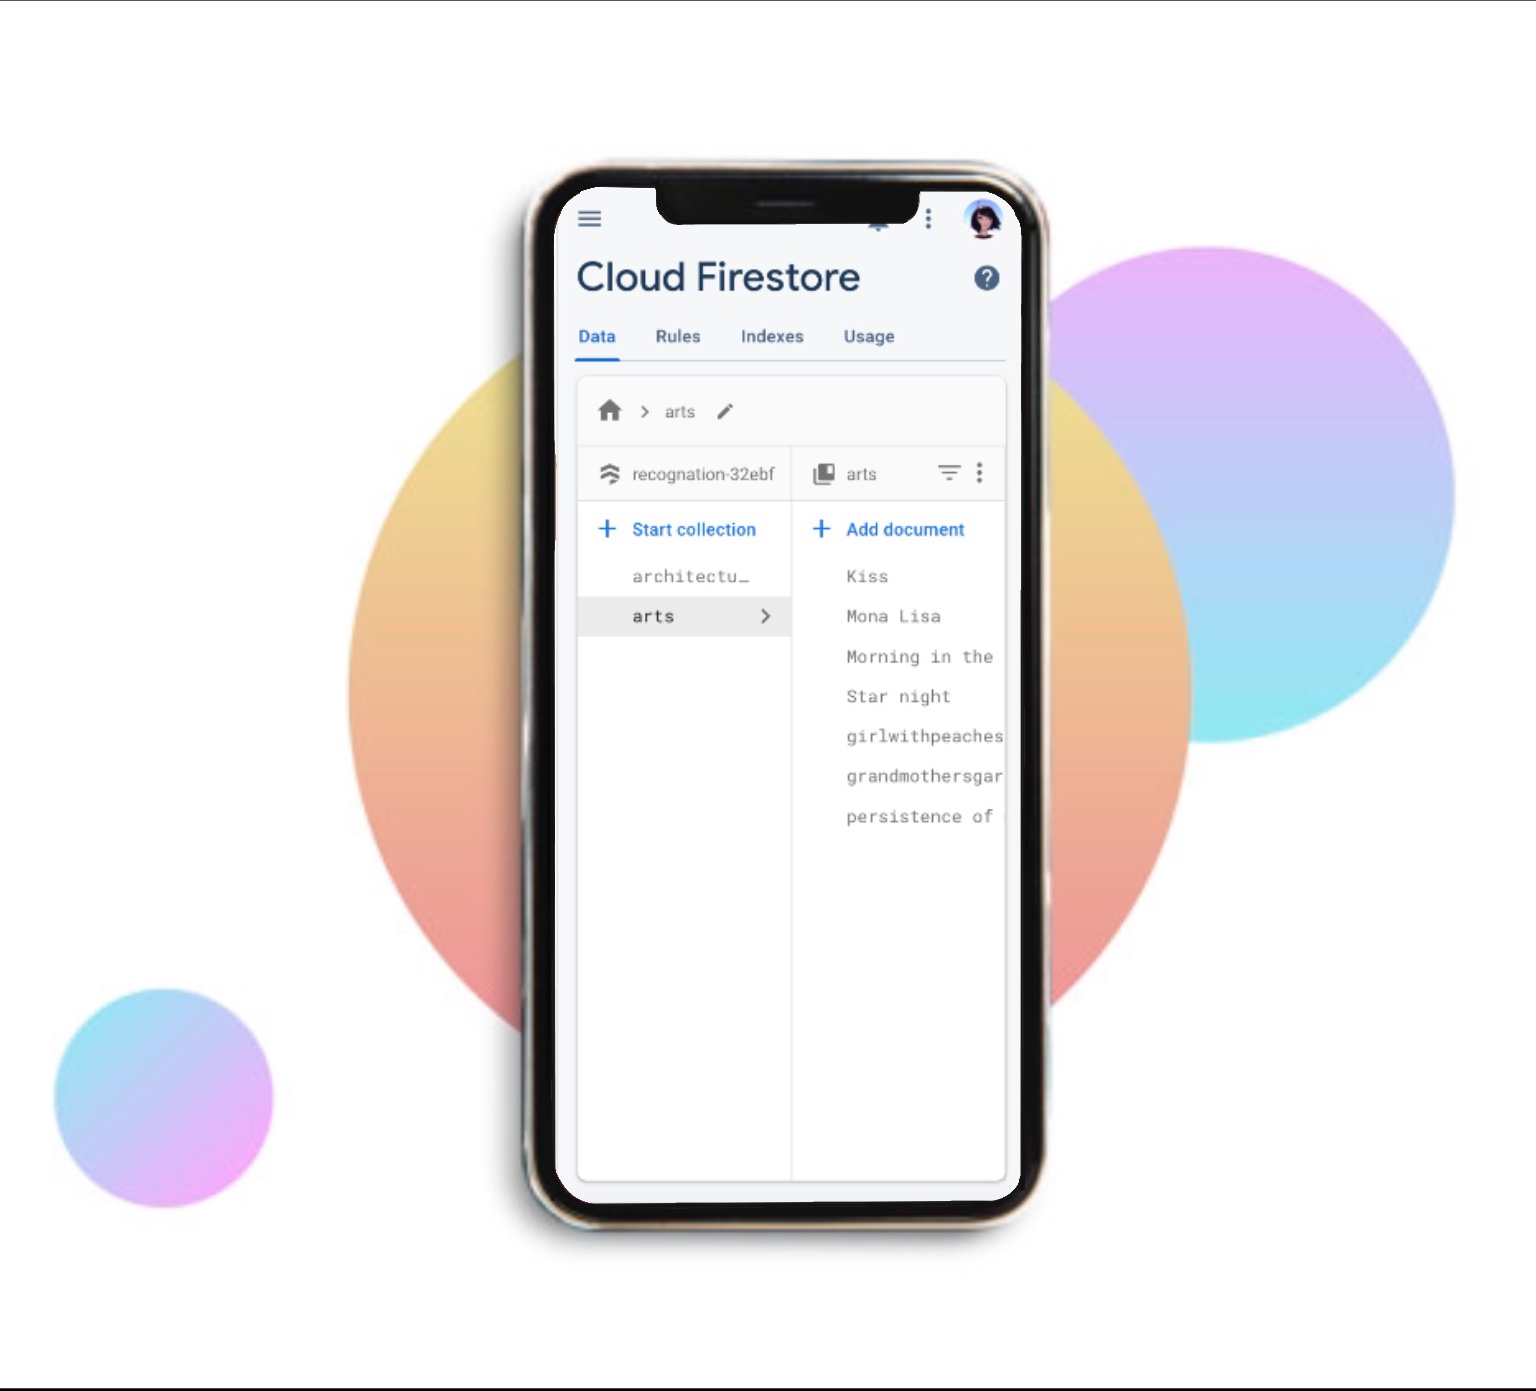 Cloud Firestore
Data Rules Indexes Usage
arts
recognation-32ebf
arts
Start collection
Add document
architectu…
arts
Kiss
Mona Lisa
Morning in the
Star night
girlwithpeaches
grandmothersgar
persistence of